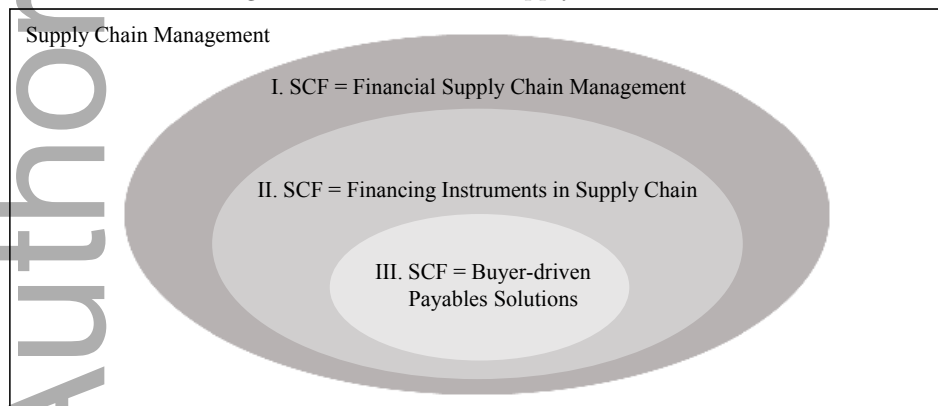 Supply Chain Management
I. SCF = Financial Supply Chain Management
II. SCF = Financing Instruments in Supply Chain
III. SCF = Buyer-driven
Payables Solutions
Author